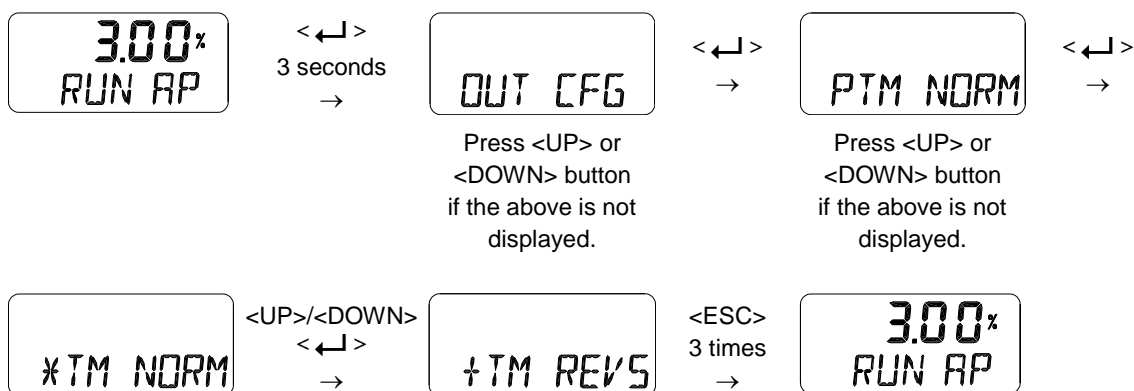 3.00%
RUN AP
<↵>
3 seconds
→
OUT CFG
Press <UP> or
<DOWN> button
if the above is not
displayed.
<↵>
→
PTM NORM
Press <UP> or
<DOWN> button
if the above is not
displayed.
<↵>
→
*TM NORM
<UP>/<DOWN>
<↵>
→
+TM REVS
<ESC>
3 times
→
3.00%
RUN AP